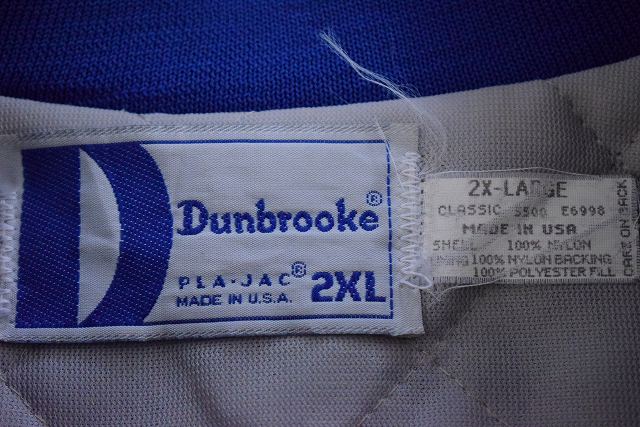 Dunbrooke®
PLA-JAC®
MADE IN U.S.A. 2XL
2X-LARGE
CLASSIC 5500 E6998
MADE IN USA
SHELL 100% NYLON
100% NYLON BACKING
100% POLYESTER FILL
CARE ON BACK